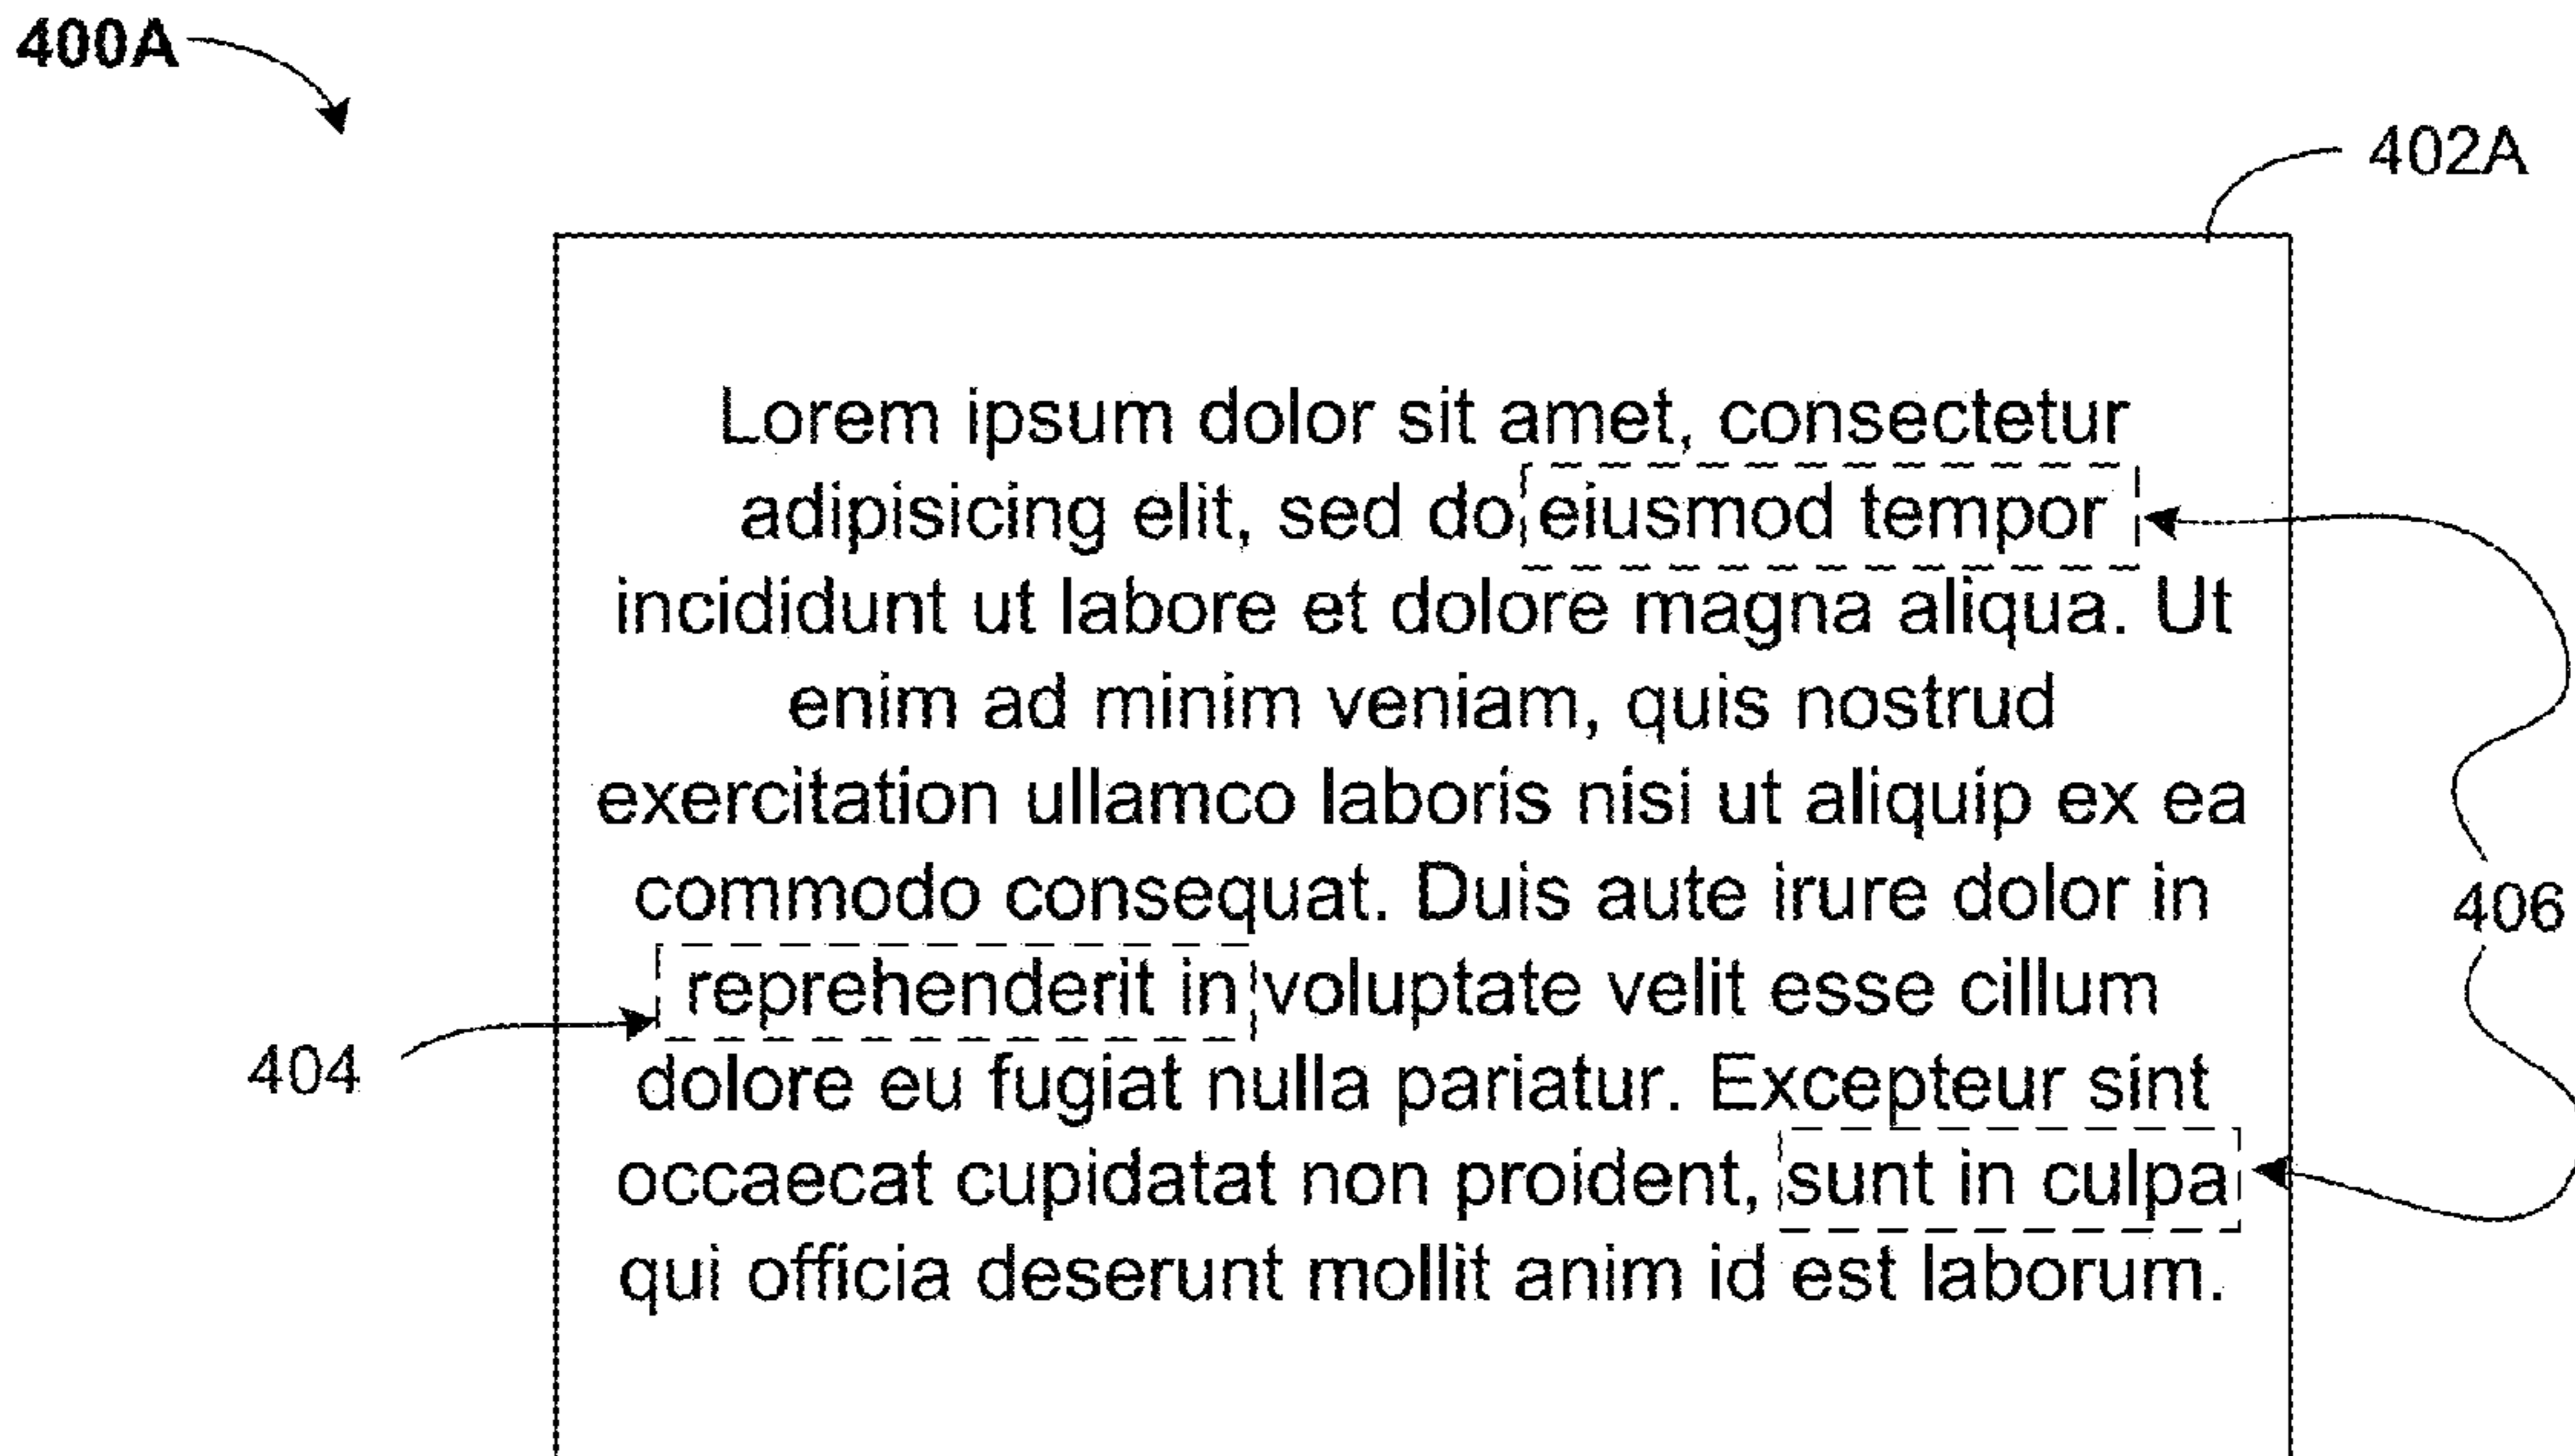 400A
402A
Lorem ipsum dolor sit amet, consectetur
adipisicing elit, sed do eiusmod tempor
incididunt ut labore et dolore magna aliqua. Ut
enim ad minim veniam, quis nostrud
exercitation ullamco laboris nisi ut aliquip ex ea
commodo consequat. Duis aute irure dolor in
406
reprehenderit in voluptate velit esse cillum
404
dolore eu fugiat nulla pariatur. Excepteur sint
occaecat cupidatat non proident, sunt in culpa
qui officia deserunt mollit anim id est laborum.